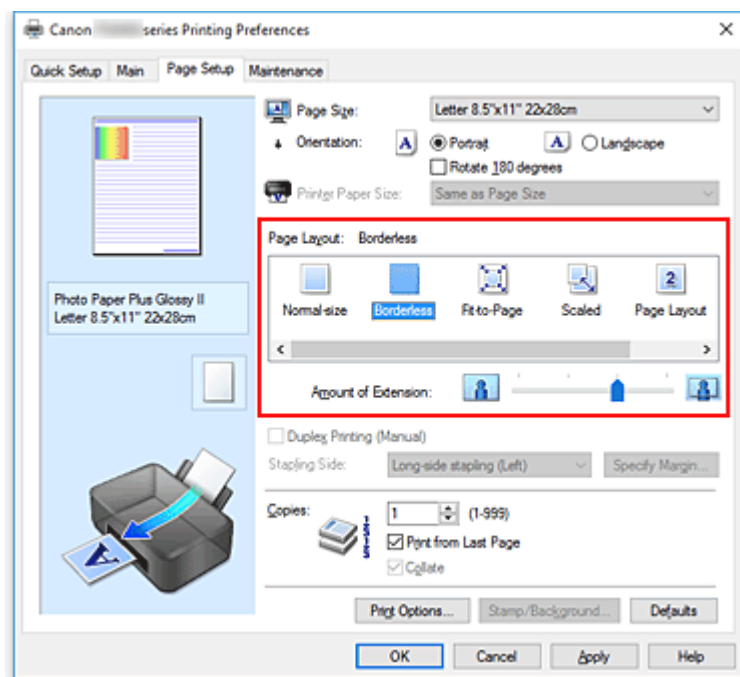 Canon series Printing Preferences
Quick Setup Main Page Setup Maintenance
Page Size: Letter 8.5"x11" 22x28cm
Orientation: A Portrait A Landscape
Rotate 180 degrees
Printer Paper Size: Same as Page Size
Page Layout: Borderless
Normal-size Borderless Fit-to-Page Scaled Page Layout
2
Photo Paper Plus Glossy II
Letter 8.5"x11" 22x28cm
Amount of Extension:
Duplex Printing (Manual)
Stapling Side: Long-side stapling (Left) Specify Margin...
Copies: 1 (1-999)
Print from Last Page
Collate
A
Print Options... Stamp/Background... Defaults
OK Cancel Apply Help